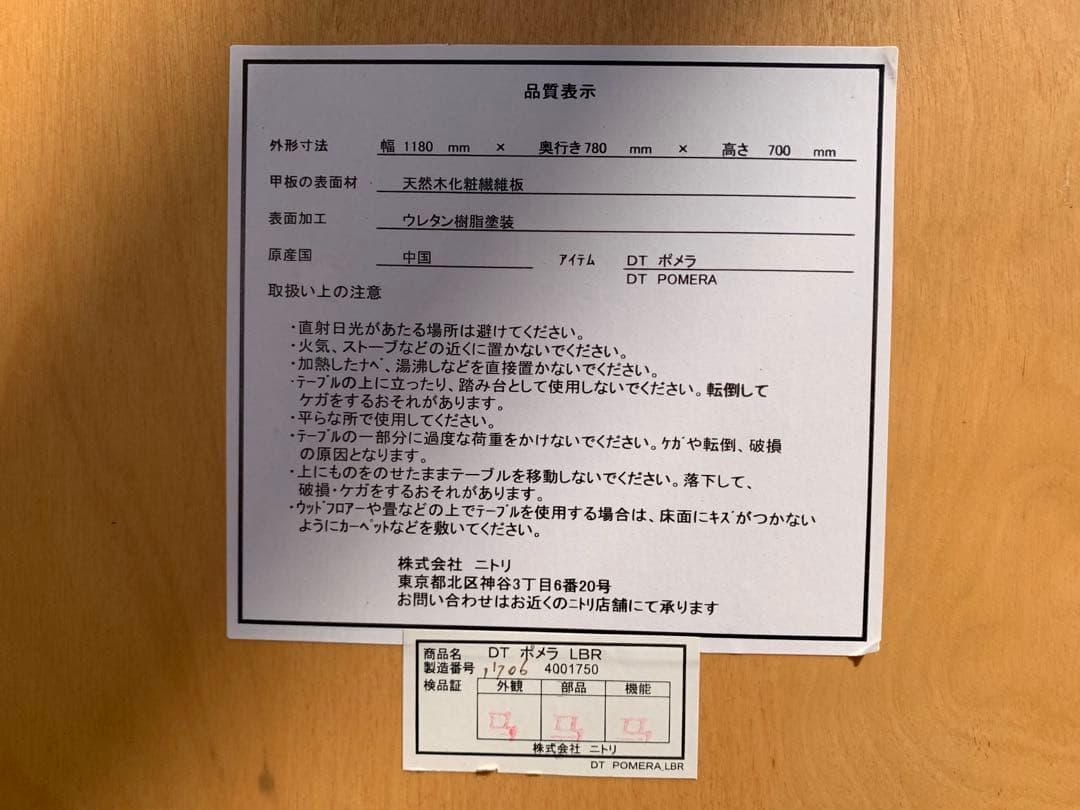 品質表示
外形寸法 幅 1180 mm × 奥行き780 mm × 高さ 700 mm
甲板の表面材 天然木化粧繊維板
表面加工 ウレタン樹脂塗装
原産国 中国 ｱｲﾃﾑ DT ポメラ
DT POMERA
取扱い上の注意
・直射日光があたる場所は避けてください。
・火気、ストーブなどの近くに置かないでください。
・加熱したﾅﾍﾞ、湯沸しなどを直接置かないでください。
・ﾃｰﾌﾞﾙの上に立ったり、踏み台として使用しないでください。転倒して
ケガをするおそれがあります。
・平らな所で使用してください。
・ﾃｰﾌﾞﾙの一部分に過度な荷重をかけないでください。ｹｶﾞや転倒、破損
の原因となります。
・上にものをのせたままテーブルを移動しないでください。落下して、
破損・ケガをするおそれがあります。
・ｳｯﾄﾞﾌﾛｱｰや畳などの上でﾃｰﾌﾞﾙを使用する場合は、床面にｷｽﾞがつかない
ようにｶｰﾍﾟｯﾄなどを敷いてください。
株式会社 ニトリ
東京都北区神谷3丁目6番20号
お問い合わせはお近くのﾆﾄﾘ店舗にて承ります
商品名 DT ポメラ LBR
製造番号 1706 4001750
検品証 外観 部品 機能
株式会社 ニトリ
DT POMERA_LBR